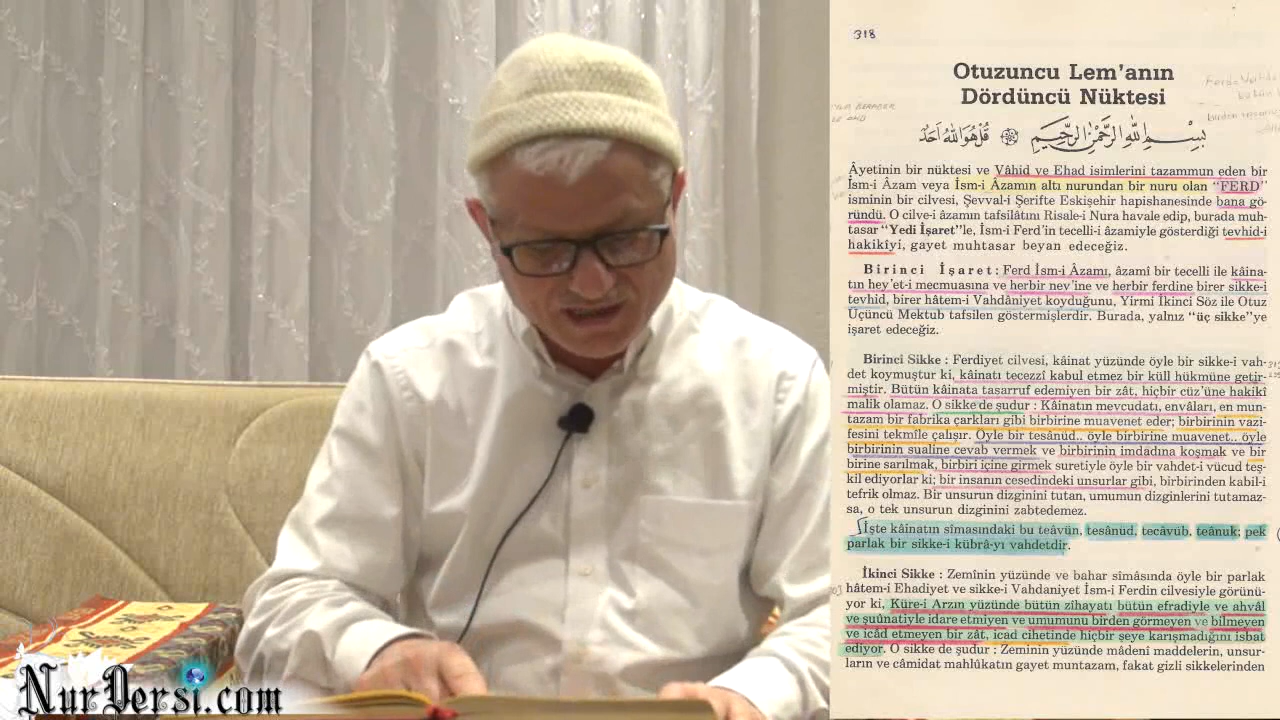 318
Otuzuncu Lem'anın
Dördüncü Nüktesi
بِسْمِ اللّٰهِ الرَّحْمٰنِ الرَّحِيمِ ۞ قُلْ هُوَ اللّٰهُ اَحَدٌ
Âyetinin bir nüktesi ve Vâhid ve Ehad isimlerini tazammun eden bir
İsm-i Âzam veya İsm-i Âzamın altı nurundan bir nuru olan "FERD"
isminin bir cilvesi, Şevval-i Şerifte Eskişehir hapishanesinde bana gö-
ründü. O cilve-i âzamın tafsilâtını Risale-i Nura havale edip, burada muh-
tasar "Yedi İşaret"le, İsm-i Ferd'in tecelli-i âzamiyle gösterdiği tevhid-i
hakikîyi, gayet muhtasar beyan edeceğiz.
Birinci İşaret: Ferd İsm-i Âzamı, âzamî bir tecelli ile kâina-
tın hey'et-i mecmuasına ve herbir nev'ine ve herbir ferdine birer sikke-i
tevhid, birer hâtem-i Vahdâniyet koyduğunu, Yirmi İkinci Söz ile Otuz
Üçüncü Mektub tafsilen göstermişlerdir. Burada, yalnız "üç sikke"ye
işaret edeceğiz.
Birinci Sikke : Ferdiyet cilvesi, kâinat yüzünde öyle bir sikke-i vah-
det koymuştur ki, kâinatı tecezzî kabul etmez bir küll hükmüne getir-
miştir. Bütün kâinata tasarruf edemiyen bir zât, hiçbir cüz'üne hakikî
malik olamaz. O sikke de şudur : Kâinatın mevcudatı, envâları, en mun-
tazam bir fabrika çarkları gibi birbirine muavenet eder; birbirinin vazi-
fesini tekmîle çalışır. Öyle bir tesânüd.. öyle birbirine muavenet.. öyle
birbirinin sualine cevab vermek ve birbirinin imdadına koşmak ve bir
birine sarılmak, birbiri içine girmek suretiyle öyle bir vahdet-i vücud teş-
kil ediyorlar ki; bir insanın cesedindeki unsurlar gibi, birbirinden kabil-i
tefrik olmaz. Bir unsurun dizginini tutan, umumun dizginlerini tutamaz-
sa, o tek unsurun dizginini zabtedemez.
İşte kâinatın sîmasındaki bu teâvün, tesânüd, tecâvüb, teânuk; pek
parlak bir sikke-i kübrâ-yı vahdetdir.
İkinci Sikke : Zemînin yüzünde ve bahar sîmâsında öyle bir parlak
hâtem-i Ehadiyet ve sikke-i Vahdaniyet İsm-i Ferdin cilvesiyle görünü-
yor ki, Küre-i Arzın yüzünde bütün zîhayatı bütün efradiyle ve ahvâl
ve şuûnatiyle idare etmiyen ve umumunu birden görmeyen ve bilmeyen
ve icâd etmeyen bir zât, icad cihetinde hiçbir şeye karışmadığını isbat
ediyor. O sikke de şudur : Zeminin yüzünde mâdenî maddelerin, unsur-
ların ve câmidat mahlûkatın gayet muntazam, fakat gizli sikkelerinden
NurDersi.com